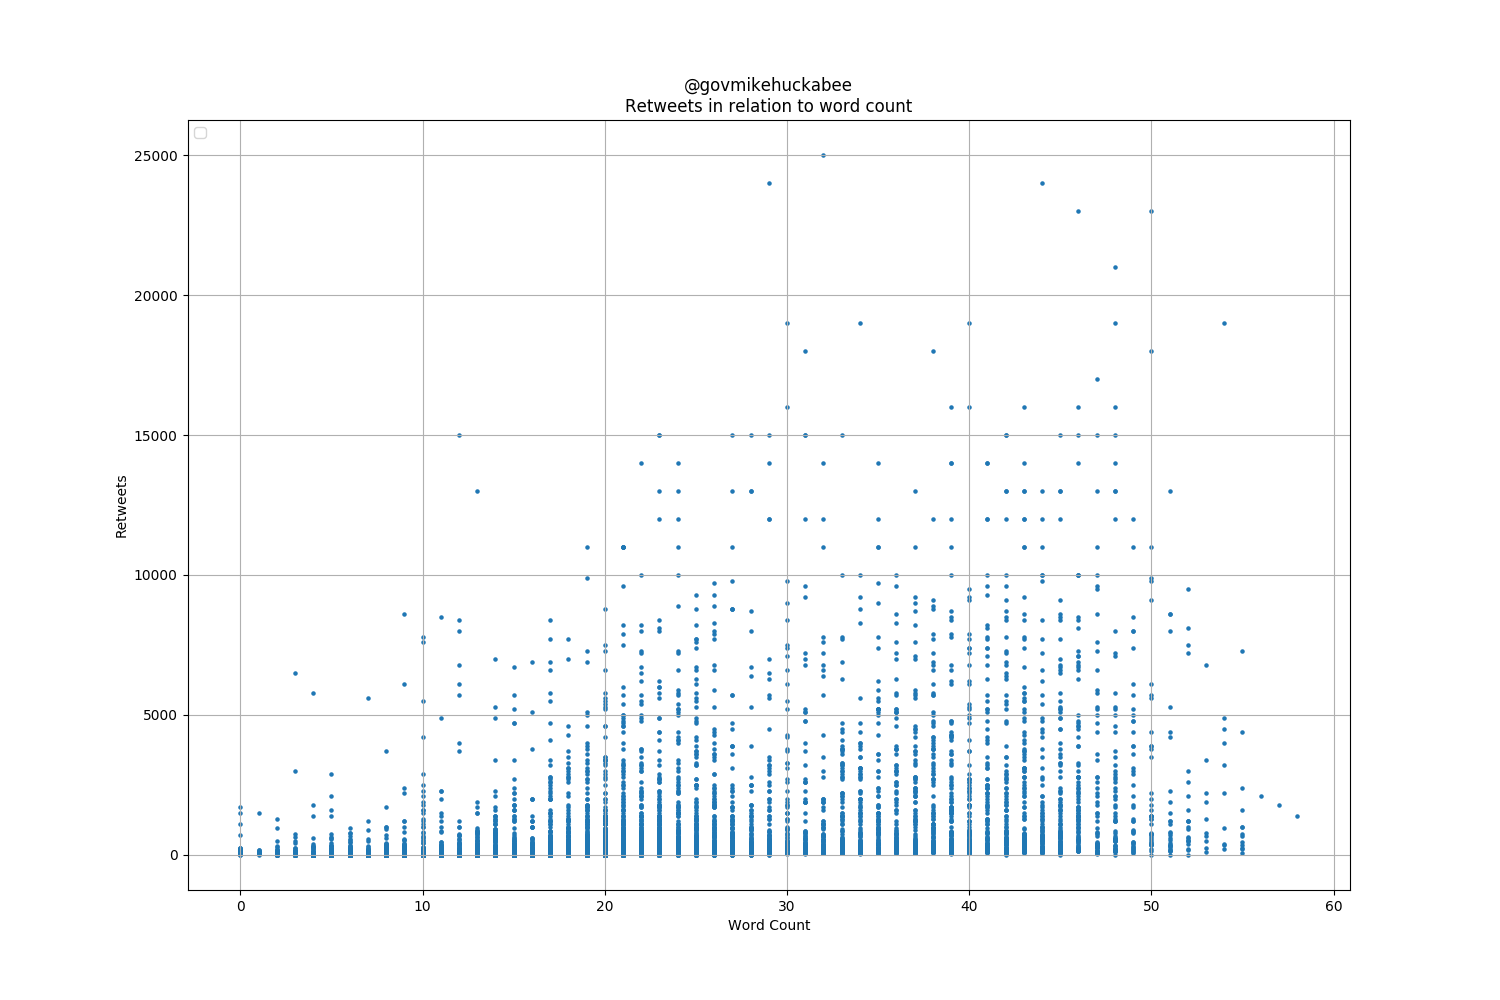 @govmikehuckabee
Retweets in relation to word count
25000
20000
15000
10000
5000
0
Retweets
0 10 20 30 40 50 60
Word Count